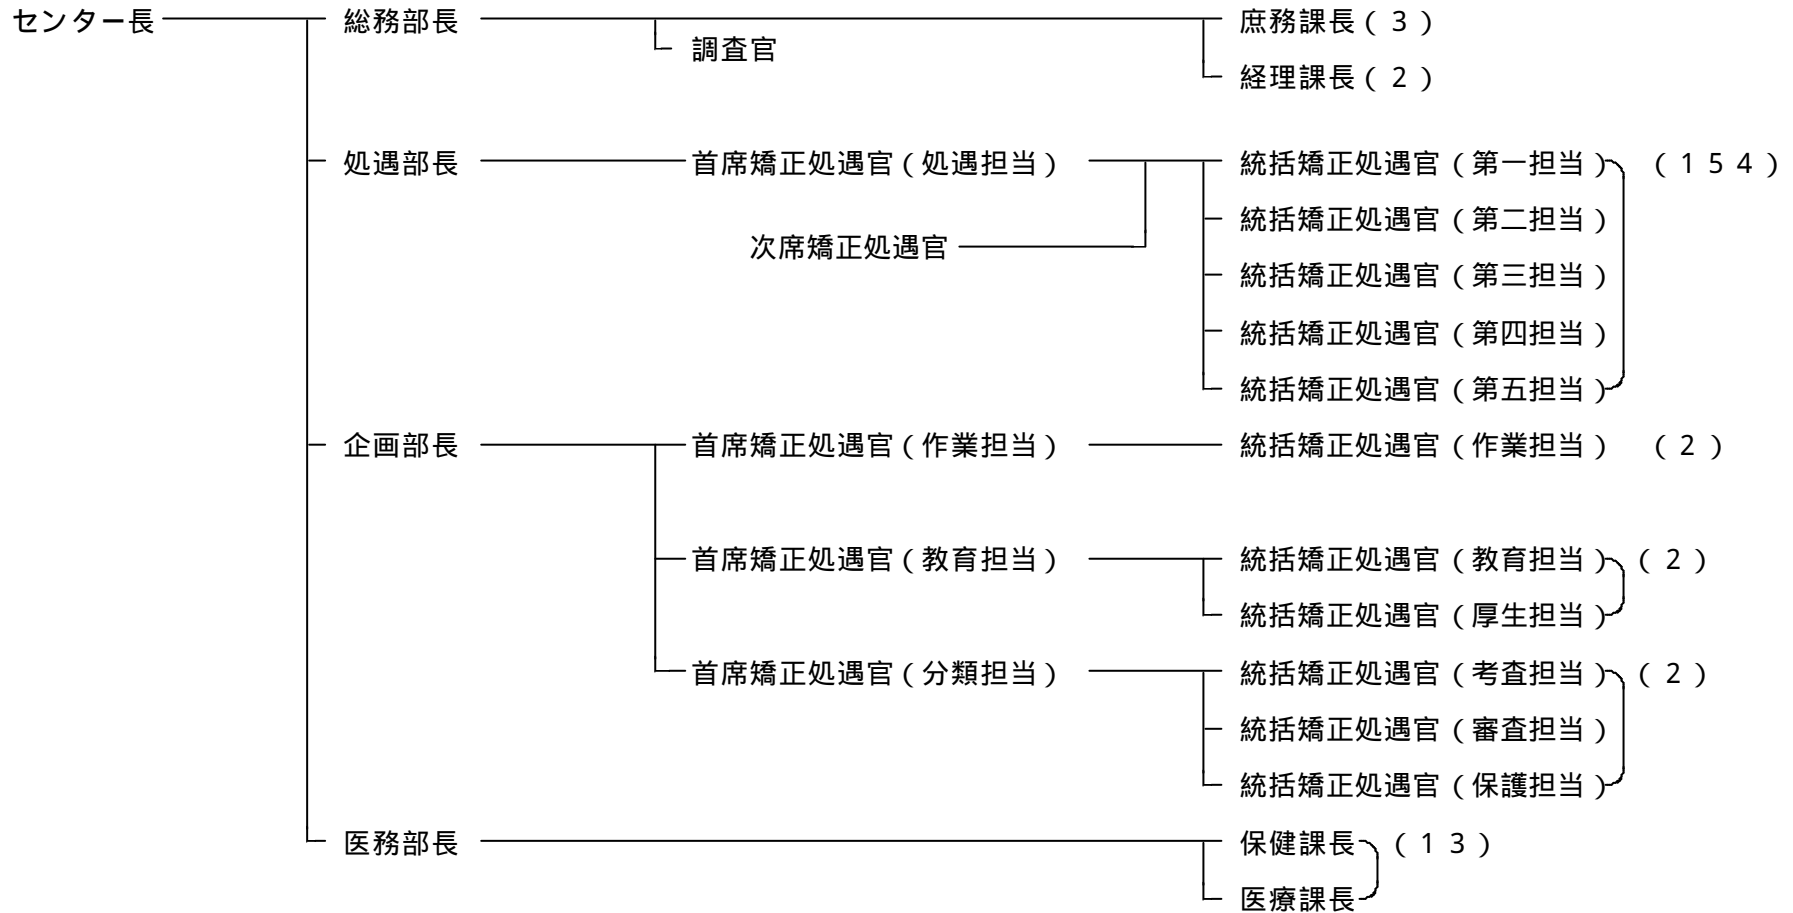 センター長 総務部長 庶務課長(3)
調査官
経理課長(2)
処遇部長 首席矯正処遇官(処遇担当) 統括矯正処遇官(第一担当) (154)
統括矯正処遇官(第二担当)
次席矯正処遇官
統括矯正処遇官(第三担当)
統括矯正処遇官(第四担当)
統括矯正処遇官(第五担当)
企画部長 首席矯正処遇官(作業担当) 統括矯正処遇官(作業担当) (2)
首席矯正処遇官(教育担当) 統括矯正処遇官(教育担当) (2)
統括矯正処遇官(厚生担当)
首席矯正処遇官(分類担当) 統括矯正処遇官(考査担当) (2)
統括矯正処遇官(審査担当)
統括矯正処遇官(保護担当)
医務部長 保健課長 (13)
医療課長